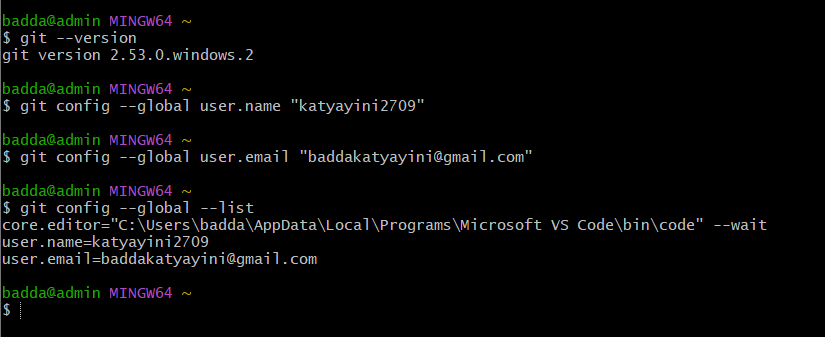 badda@admin MINGW64 ~
$ git --version
git version 2.53.0.windows.2
badda@admin MINGW64 ~
$ git config --global user.name "katyayini2709"
badda@admin MINGW64 ~
$ git config --global user.email "baddakatyayini@gmail.com"
badda@admin MINGW64 ~
$ git config --global --list
core.editor="C:\Users\badda\AppData\Local\Programs\Microsoft VS Code\bin\code" --wait
user.name=katyayini2709
user.email=baddakatyayini@gmail.com
badda@admin MINGW64 ~
$